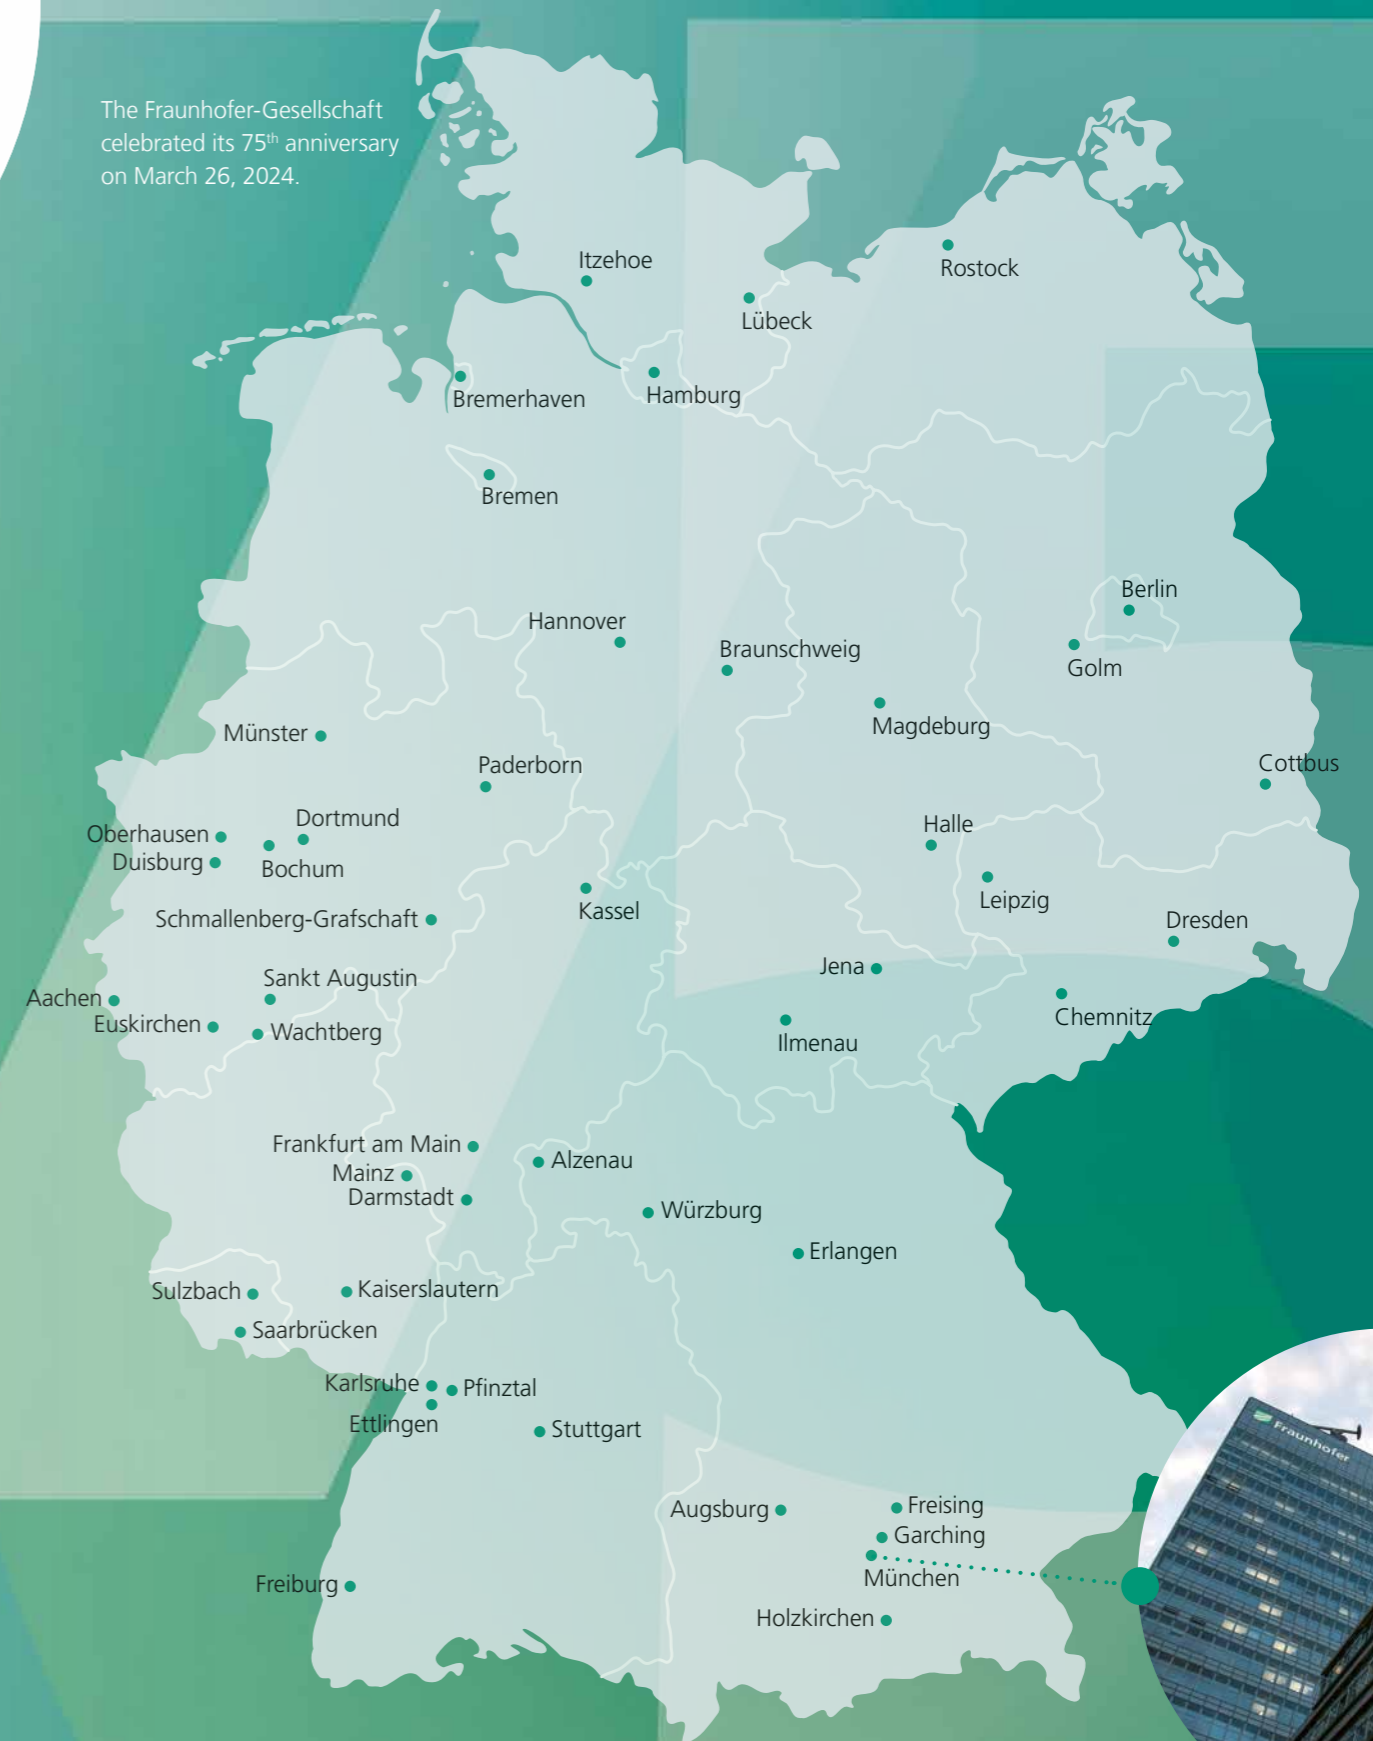 The Fraunhofer-Gesellschaft
celebrated its 75th anniversary
on March 26, 2024.
Itzehoe
Rostock
Lübeck
Bremerhaven
Hamburg
Bremen
Berlin
Hannover
Braunschweig
Golm
Münster
Magdeburg
Paderborn
Cottbus
Dortmund
Oberhausen
Halle
Duisburg
Bochum
Leipzig
Kassel
Schmallenberg-Grafschaft
Dresden
Jena
Sankt Augustin
Aachen
Euskirchen
Wachtberg
Chemnitz
Ilmenau
Frankfurt am Main
Alzenau
Mainz
Darmstadt
Würzburg
Erlangen
Sulzbach
Kaiserslautern
Saarbrücken
Karlsruhe
Pfinztal
Ettlingen
Stuttgart
Fraunhofer
Augsburg
Freising
Garching
München
Freiburg
Holzkirchen